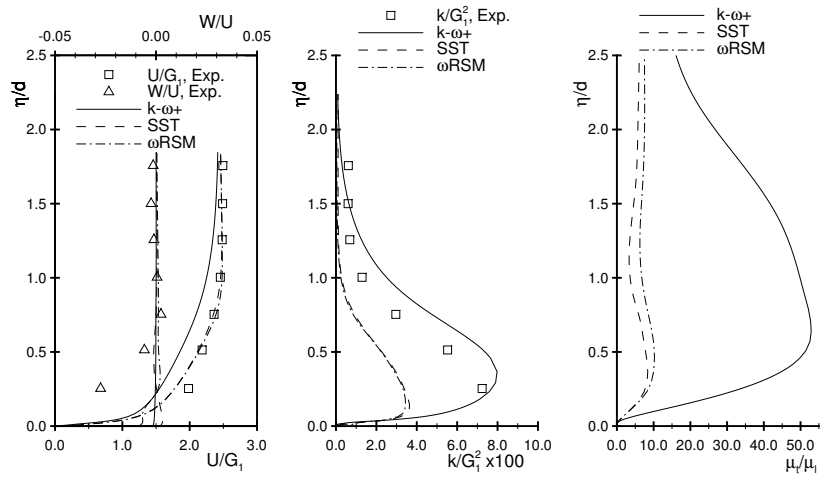 -0.05 0.00 0.05
W/U
U/G₁, Exp.
W/U, Exp.
k-ω+
SST
ωRSM
η/d
2.5
2.0
1.5
1.0
0.5
0.0
0.0 1.0 2.0 3.0
U/G₁
k/G₁², Exp.
k-ω+
SST
ωRSM
η/d
2.5
2.0
1.5
1.0
0.5
0.0
0.0 2.0 4.0 6.0 8.0 10.0
k/G₁² x100
k-ω+
SST
ωRSM
η/d
2.5
2.0
1.5
1.0
0.5
0.0
0.0 10.0 20.0 30.0 40.0 50.0
μₜ/μₗ